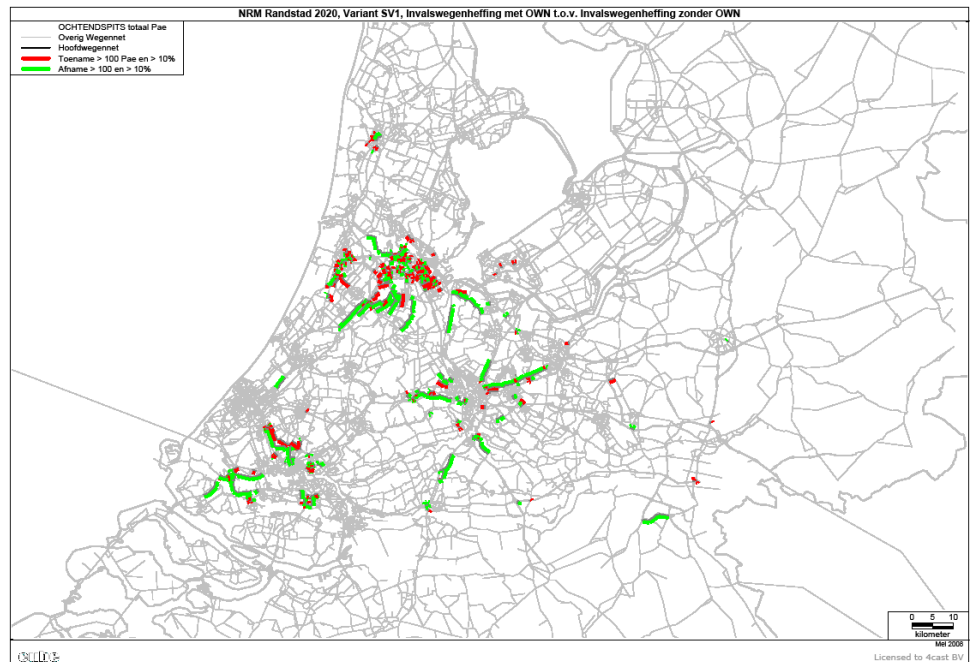 NRM Randstad 2020, Variant SV1, Invalswegenheffing met OWN t.o.v. Invalswegenheffing zonder OWN
OCHTENDSPITS totaal Pae
Overig Wegennet
Hoofdwegennet
Toename > 100 Pae en > 10%
Afname > 100 en > 10%
0 5 10
kilometer
Mei 2008
cube
Licensed to 4cast BV